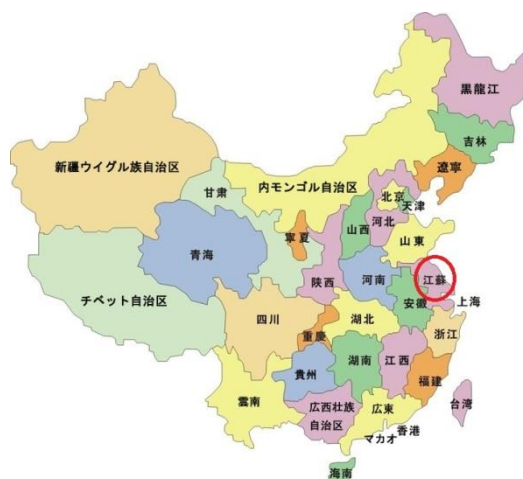 黒龍江
吉林
遼寧
新疆ウイグル族自治区
甘粛
内モンゴル自治区
北京
天津
河北
山西
山東
寧夏
青海
陝西
河南
江蘇
チベット自治区
安徽
上海
四川
重慶
湖北
浙江
貴州
湖南
江西
福建
雲南
広西壮族
自治区
広東
台湾
香港
マカオ
海南